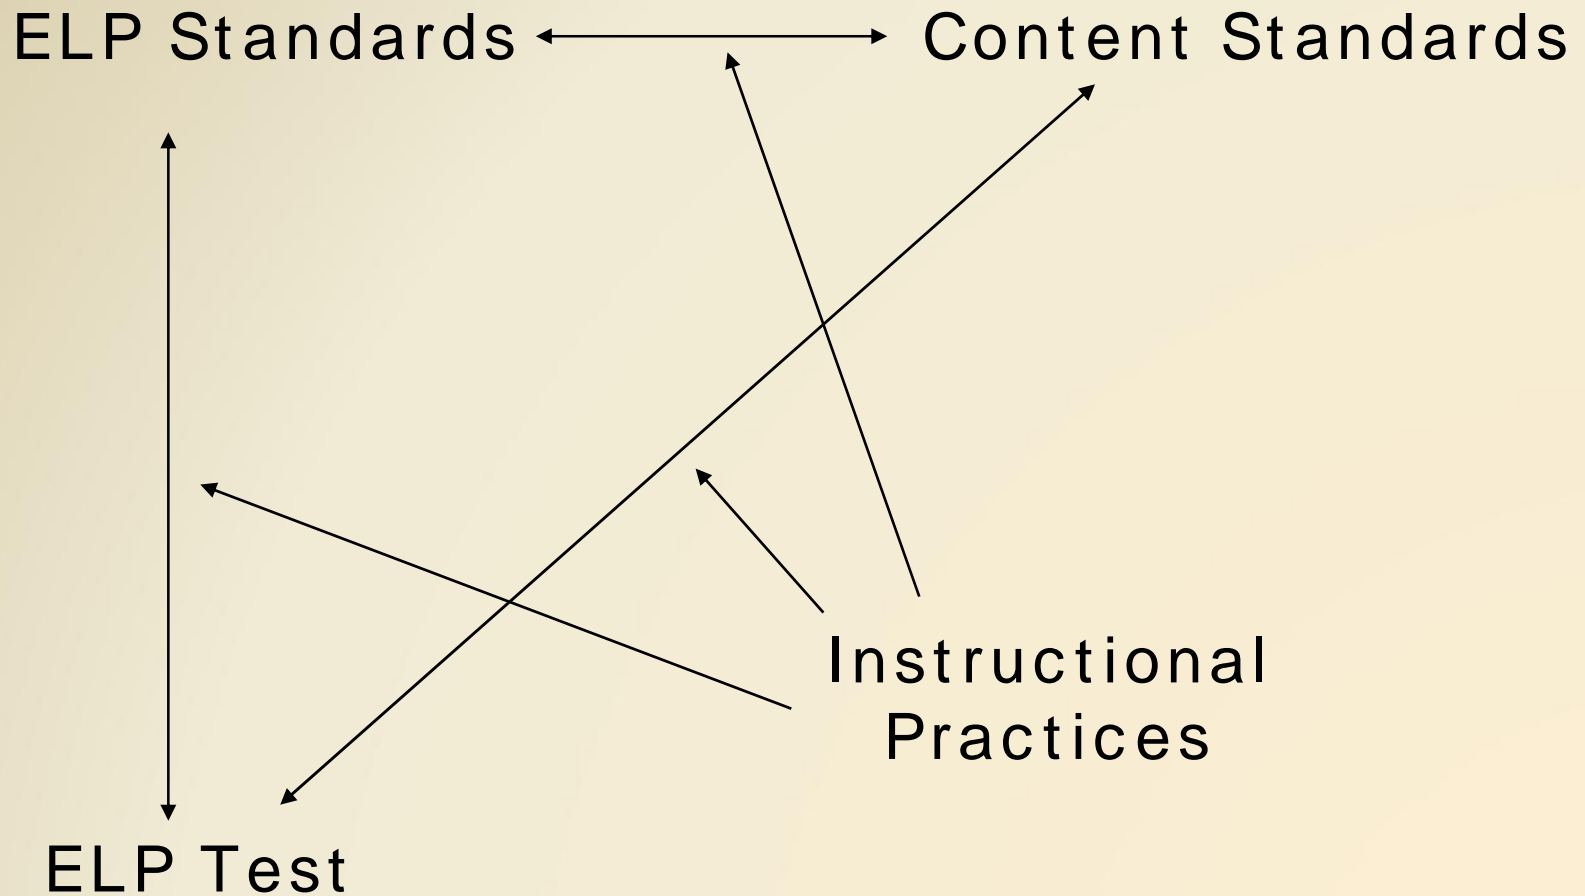 ELP Standards
Content Standards
Instructional
Practices
ELP Test